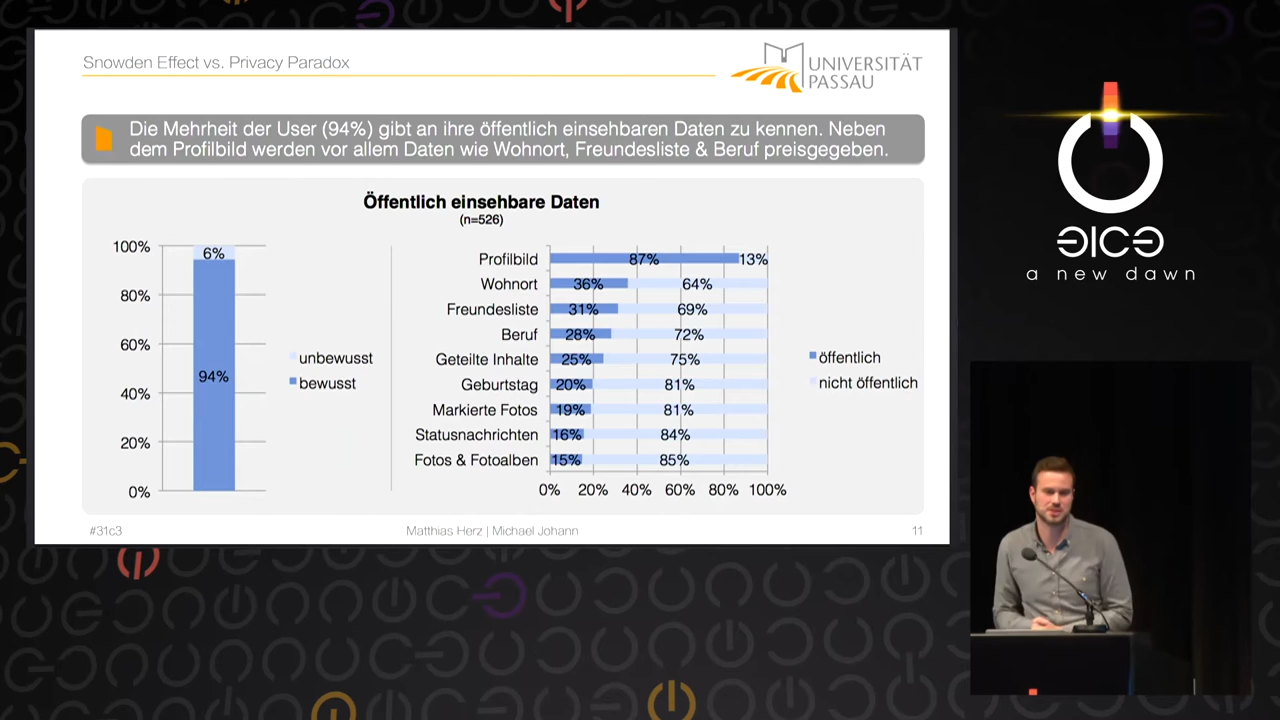 Snowden Effect vs. Privacy Paradox
UNIVERSITÄT
PASSAU
Die Mehrheit der User (94%) gibt an ihre öffentlich einsehbaren Daten zu kennen. Neben
dem Profilbild werden vor allem Daten wie Wohnort, Freundesliste & Beruf preisgegeben.
Öffentlich einsehbare Daten
(n=526)
100%
80%
60%
40%
20%
0%
6%
94%
unbewusst
bewusst
Profilbild 87% 13%
Wohnort 36% 64%
Freundesliste 31% 69%
Beruf 28% 72%
Geteilte Inhalte 25% 75%
Geburtstag 20% 81%
Markierte Fotos 19% 81%
Statusnachrichten 16% 84%
Fotos & Fotoalben 15% 85%
0% 20% 40% 60% 80% 100%
öffentlich
nicht öffentlich
#31c3
Matthias Herz | Michael Johann
11
31C3
a new dawn